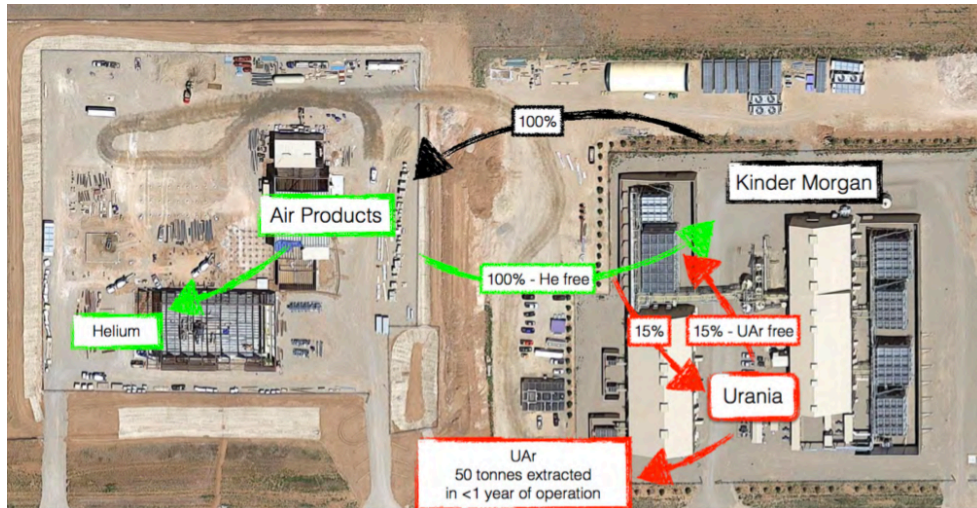 100%
Kinder Morgan
Air Products
100% - He free
Helium
15%
15% - UAr free
Urania
UAr
50 tonnes extracted
in <1 year of operation